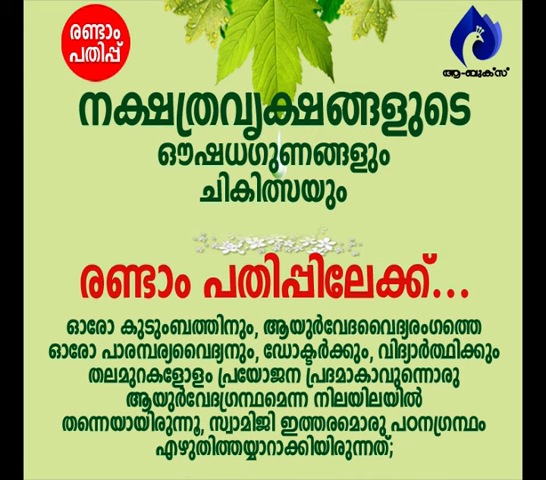 രണ്ടാം
പതിപ്പ്
ആ-ബുക്സ്
നക്ഷത്രവൃക്ഷങ്ങളുടെ
ഔഷധഗുണങ്ങളും
ചികിത്സയും
രണ്ടാം പതിപ്പിലേക്ക്...
ഓരോ കുടുംബത്തിനും, ആയുർവേദവൈദ്യരംഗത്തെ
ഓരോ പാരമ്പര്യവൈദ്യനും, ഡോക്ടർക്കും, വിദ്യാർത്ഥിക്കും
തലമുറകളോളം പ്രയോജന പ്രദമാകാവുന്നൊരു
ആയുർവേദഗ്രന്ഥമെന്ന നിലയിലയിൽ
തന്നെയായിരുന്നൂ, സ്വാമിജി ഇത്തരമൊരു പഠനഗ്രന്ഥം
എഴുതിത്തയ്യാറാക്കിയിരുന്നത്;